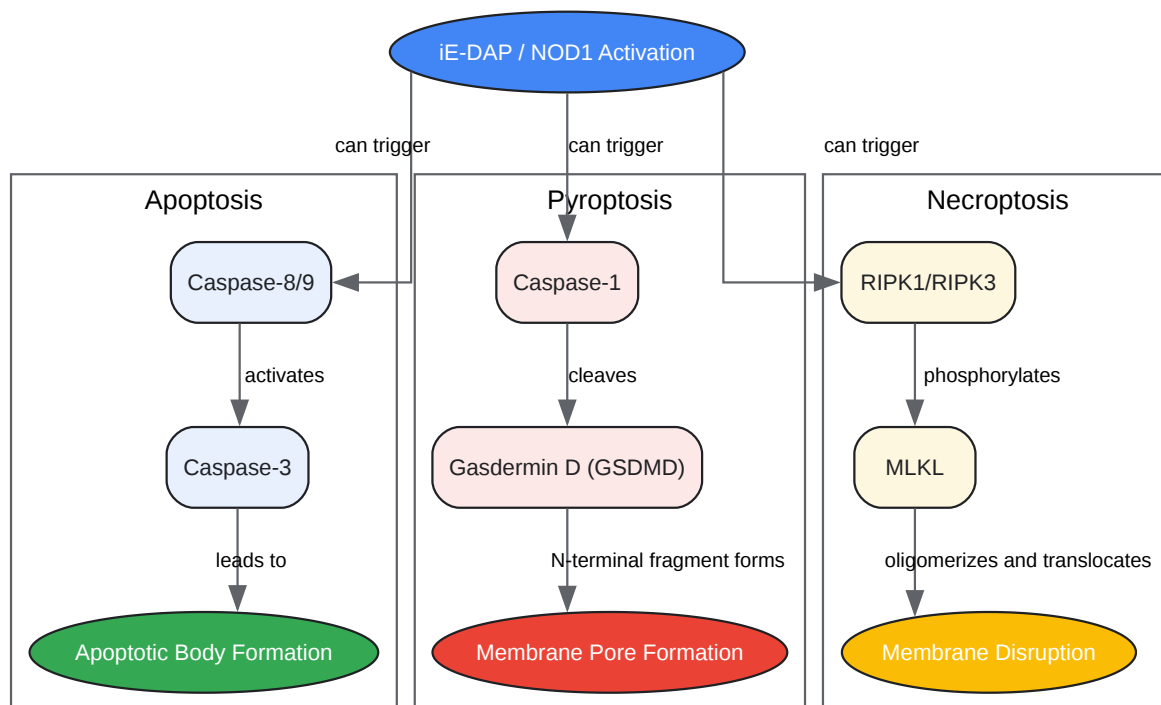 iE-DAP / NOD1 Activation
can trigger
can trigger
can trigger
Apoptosis
Pyroptosis
Necroptosis
Caspase-8/9
Caspase-1
RIPK1/RIPK3
activates
cleaves
phosphorylates
Caspase-3
Gasdermin D (GSDMD)
MLKL
leads to
N-terminal fragment forms
oligomerizes and translocates
Apoptotic Body Formation
Membrane Pore Formation
Membrane Disruption